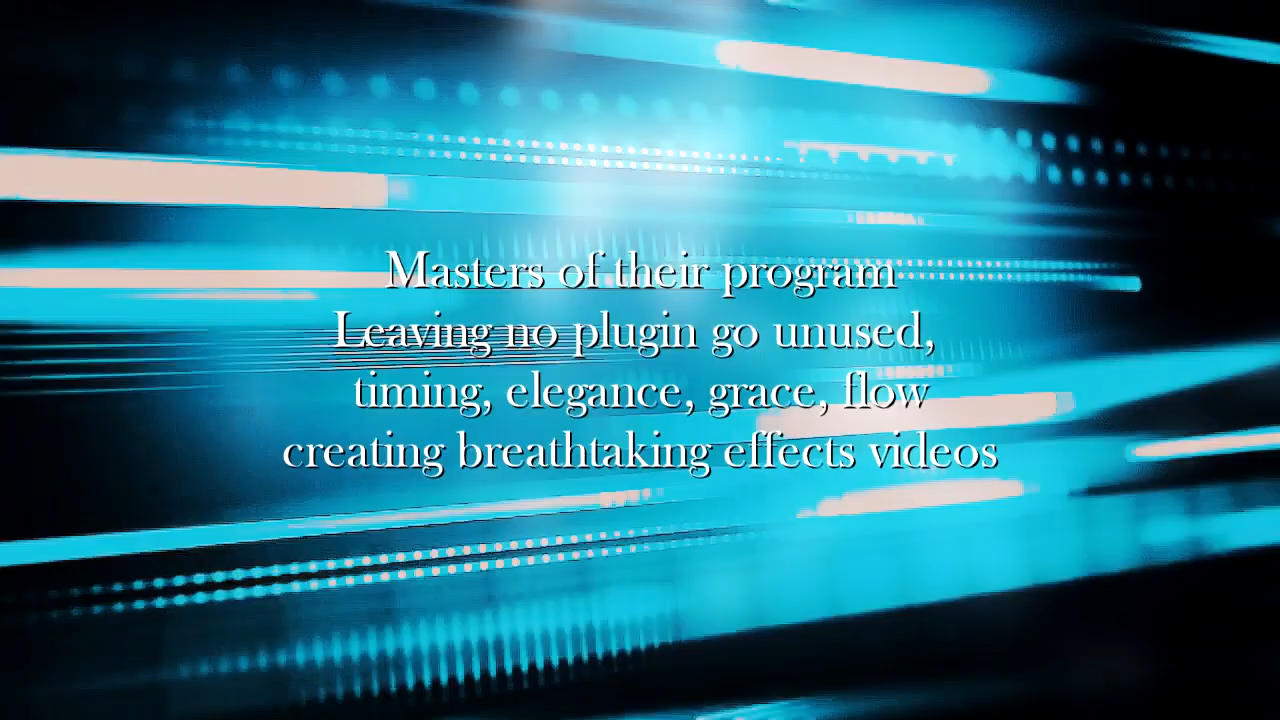 Masters of their program
Leaving no plugin go unused,
timing, elegance, grace, flow
creating breathtaking effects videos